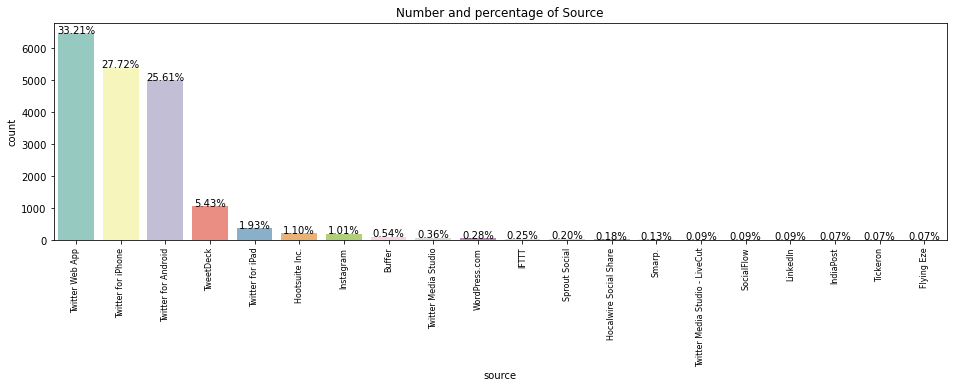 Number and percentage of Source
33.21%
27.72%
25.61%
5.43%
1.93%
1.10%
1.01%
0.54%
0.36%
0.28%
0.25%
0.20%
0.18%
0.13%
0.09%
0.09%
0.09%
0.07%
0.07%
0.07%
6000
5000
4000
3000
2000
1000
0
count
Twitter Web App
Twitter for iPhone
Twitter for Android
TweetDeck
Twitter for iPad
Hootsuite Inc.
Instagram
Buffer
Twitter Media Studio
WordPress.com
IFTTT
Sprout Social
Hocalwire Social Share
Smarp.
Twitter Media Studio - LiveCut
SocialFlow
LinkedIn
IndiaPost
Tickeron
Flying Eze
source